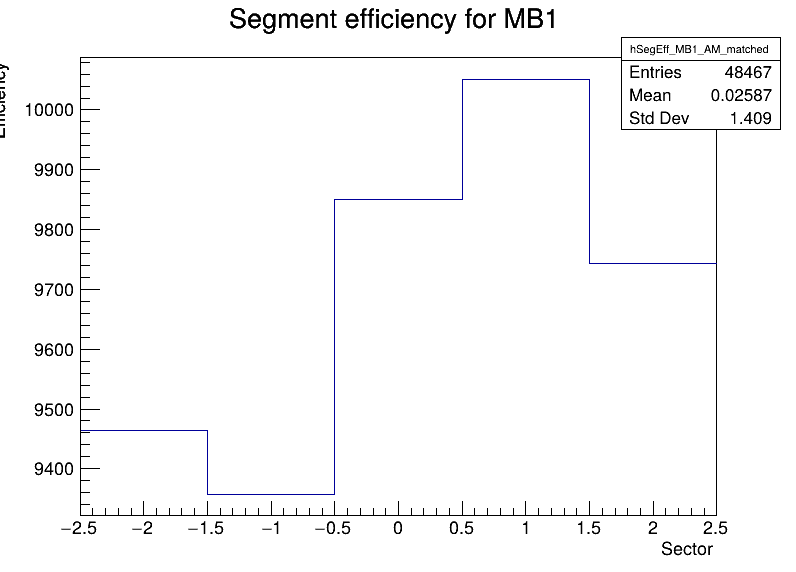 Segment efficiency for MB1
hSegEff_MB1_AM_matched
Entries 48467
Mean 0.02587
Std Dev 1.409
Efficiency
10000
9900
9800
9700
9600
9500
9400
−2.5 −2 −1.5 −1 −0.5 0 0.5 1 1.5 2 2.5
Sector